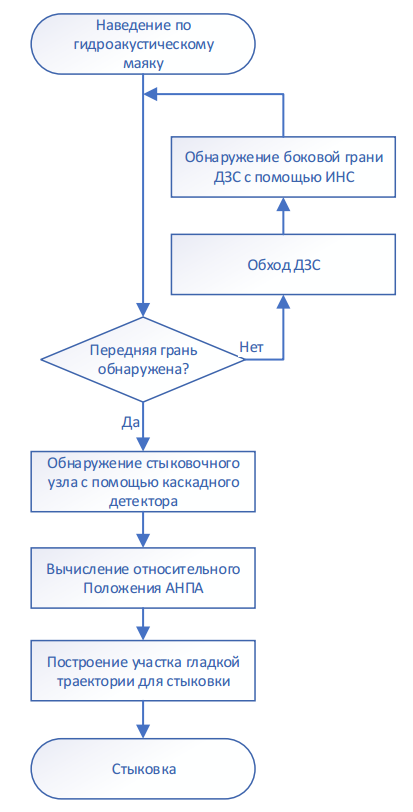 Наведение по
гидроакустическому
маяку
Обнаружение боковой грани
ДЗС с помощью ИНС
Обход ДЗС
Передняя грань
обнаружена?
Нет
Да
Обнаружение стыковочного
узла с помощью каскадного
детектора
Вычисление относительного
Положения АНПА
Построение участка гладкой
траектории для стыковки
Стыковка